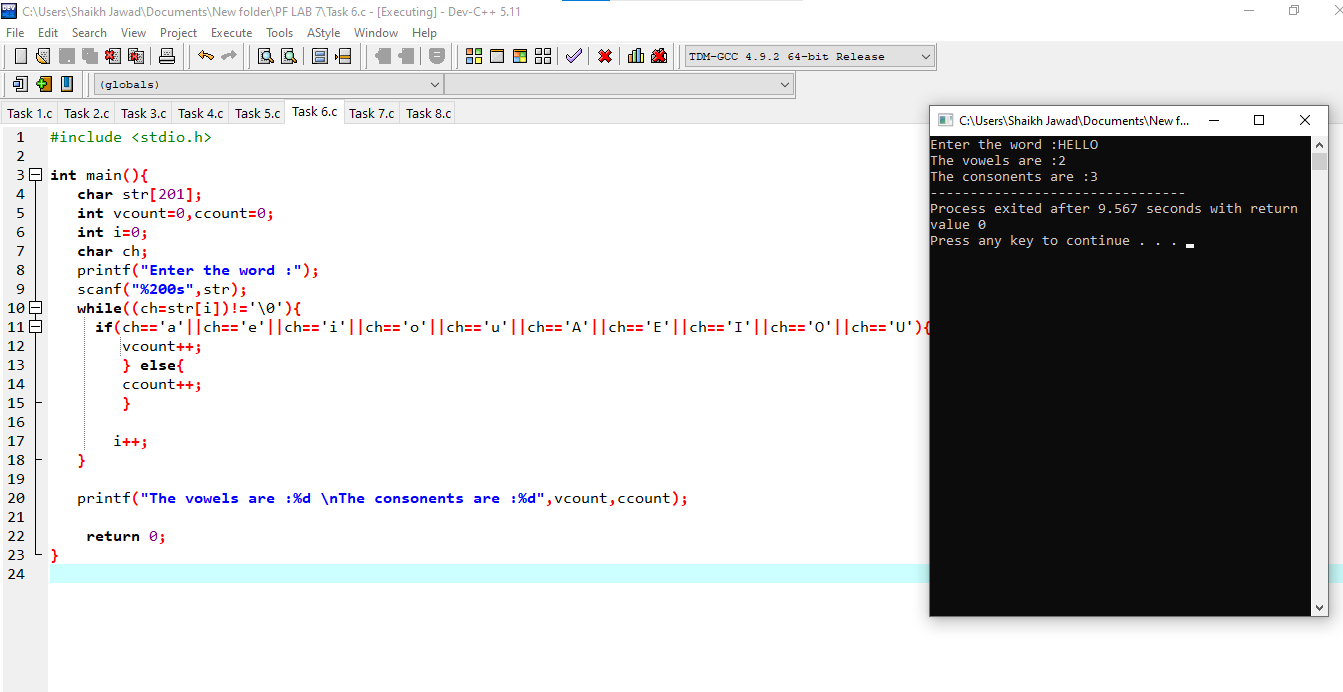 C:\Users\Shaikh Jawad\Documents\New folder\PF LAB 7\Task 6.c - [Executing] - Dev-C++ 5.11
File Edit Search View Project Execute Tools AStyle Window Help
TDM-GCC 4.9.2 64-bit Release
(globals)
Task 1.c Task 2.c Task 3.c Task 4.c Task 5.c Task 6.c Task 7.c Task 8.c
1 #include <stdio.h>
2
3 int main(){
4 char str[201];
5 int vcount=0,ccount=0;
6 int i=0;
7 char ch;
8 printf("Enter the word :");
9 scanf("%200s",str);
10 while((ch=str[i])!='\0'){
11 if(ch=='a'||ch=='e'||ch=='i'||ch=='o'||ch=='u'||ch=='A'||ch=='E'||ch=='I'||ch=='O'||ch=='U'){
12 vcount++;
13 } else{
14 ccount++;
15 }
16
17 i++;
18 }
19
20 printf("The vowels are :%d \nThe consonents are :%d",vcount,ccount);
21
22 return 0;
23 }
24
C:\Users\Shaikh Jawad\Documents\New f...
Enter the word :HELLO
The vowels are :2
The consonents are :3
--------------------------------
Process exited after 9.567 seconds with return
value 0
Press any key to continue . . . _